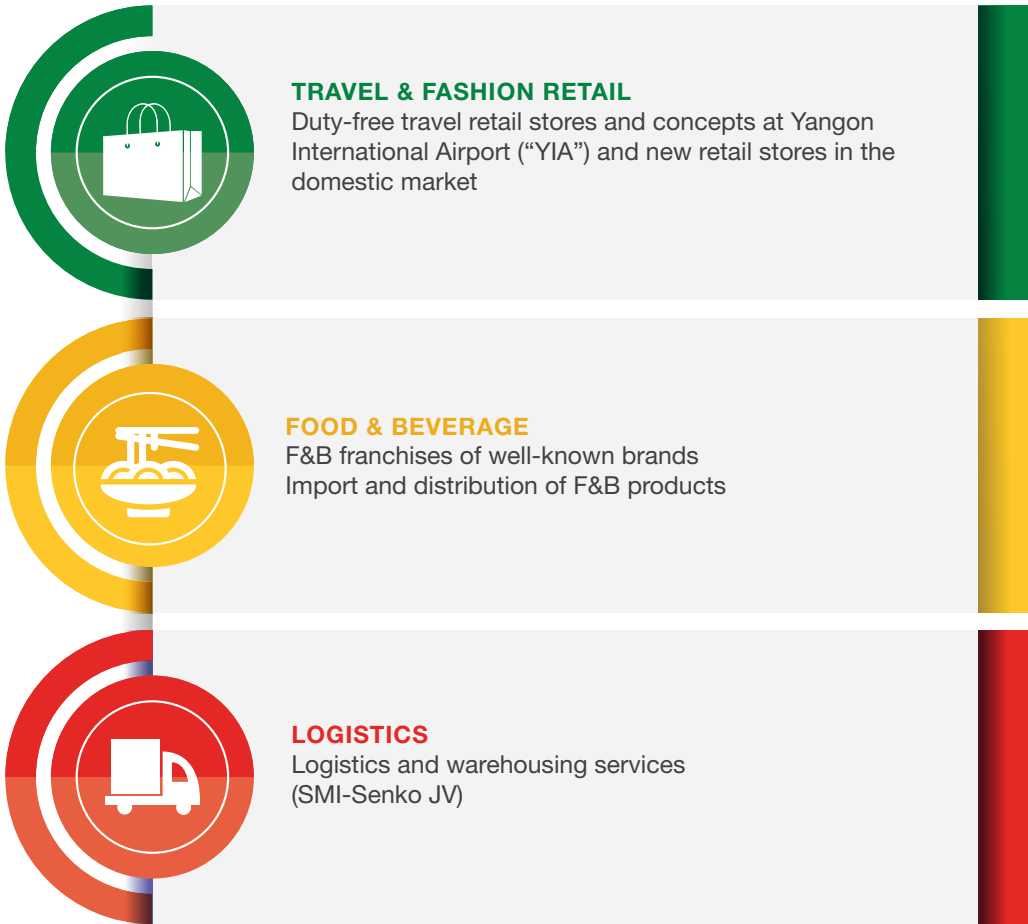 TRAVEL & FASHION RETAIL
Duty-free travel retail stores and concepts at Yangon
International Airport (“YIA”) and new retail stores in the
domestic market
FOOD & BEVERAGE
F&B franchises of well-known brands
Import and distribution of F&B products
LOGISTICS
Logistics and warehousing services
(SMI-Senko JV)